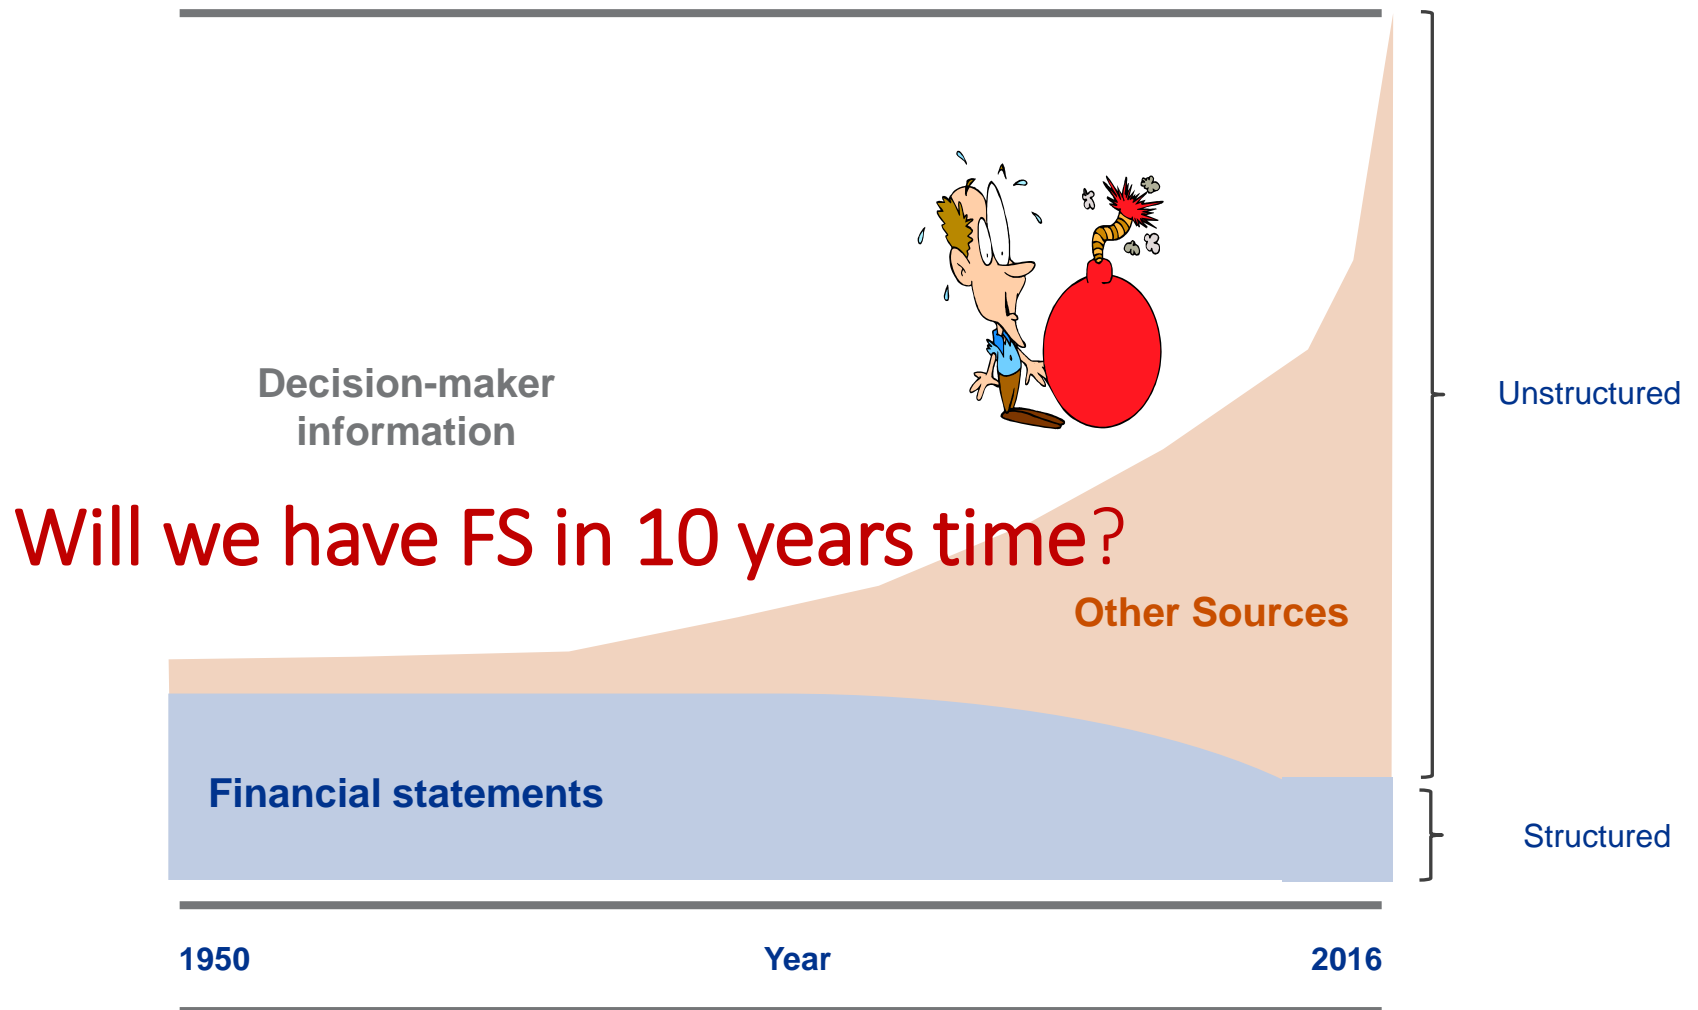 Decision-maker
information
Unstructured
Will we have FS in 10 years time?
Other Sources
Financial statements
Structured
1950 Year 2016